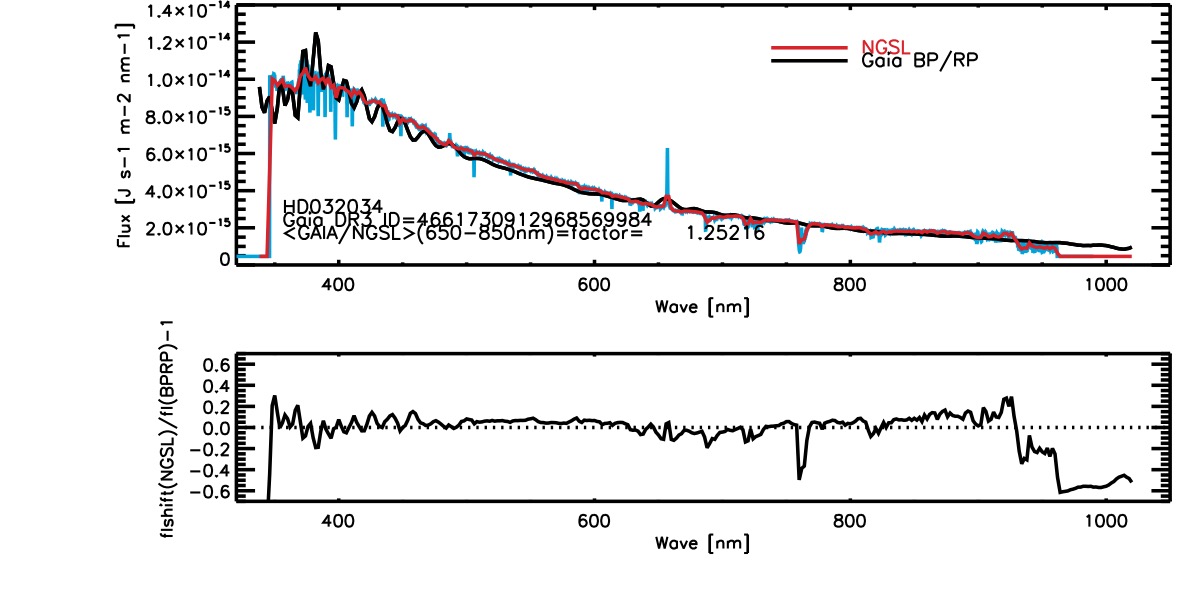 1.4×10⁻¹⁴
1.2×10⁻¹⁴
1.0×10⁻¹⁴
8.0×10⁻¹⁵
6.0×10⁻¹⁵
4.0×10⁻¹⁵
2.0×10⁻¹⁵
0
Flux [J s-1 m-2 nm-1]
NGSL
Gaia BP/RP
HD032034
Gaia DR3 ID=4661730912968569984
<GAIA/NGSL>(650-850nm)=factor= 1.25216
400 600 800 1000
Wave [nm]
flshift(NGSL)/fl(BPRP)-1
0.6
0.4
0.2
0.0
-0.2
-0.4
-0.6
400 600 800 1000
Wave [nm]